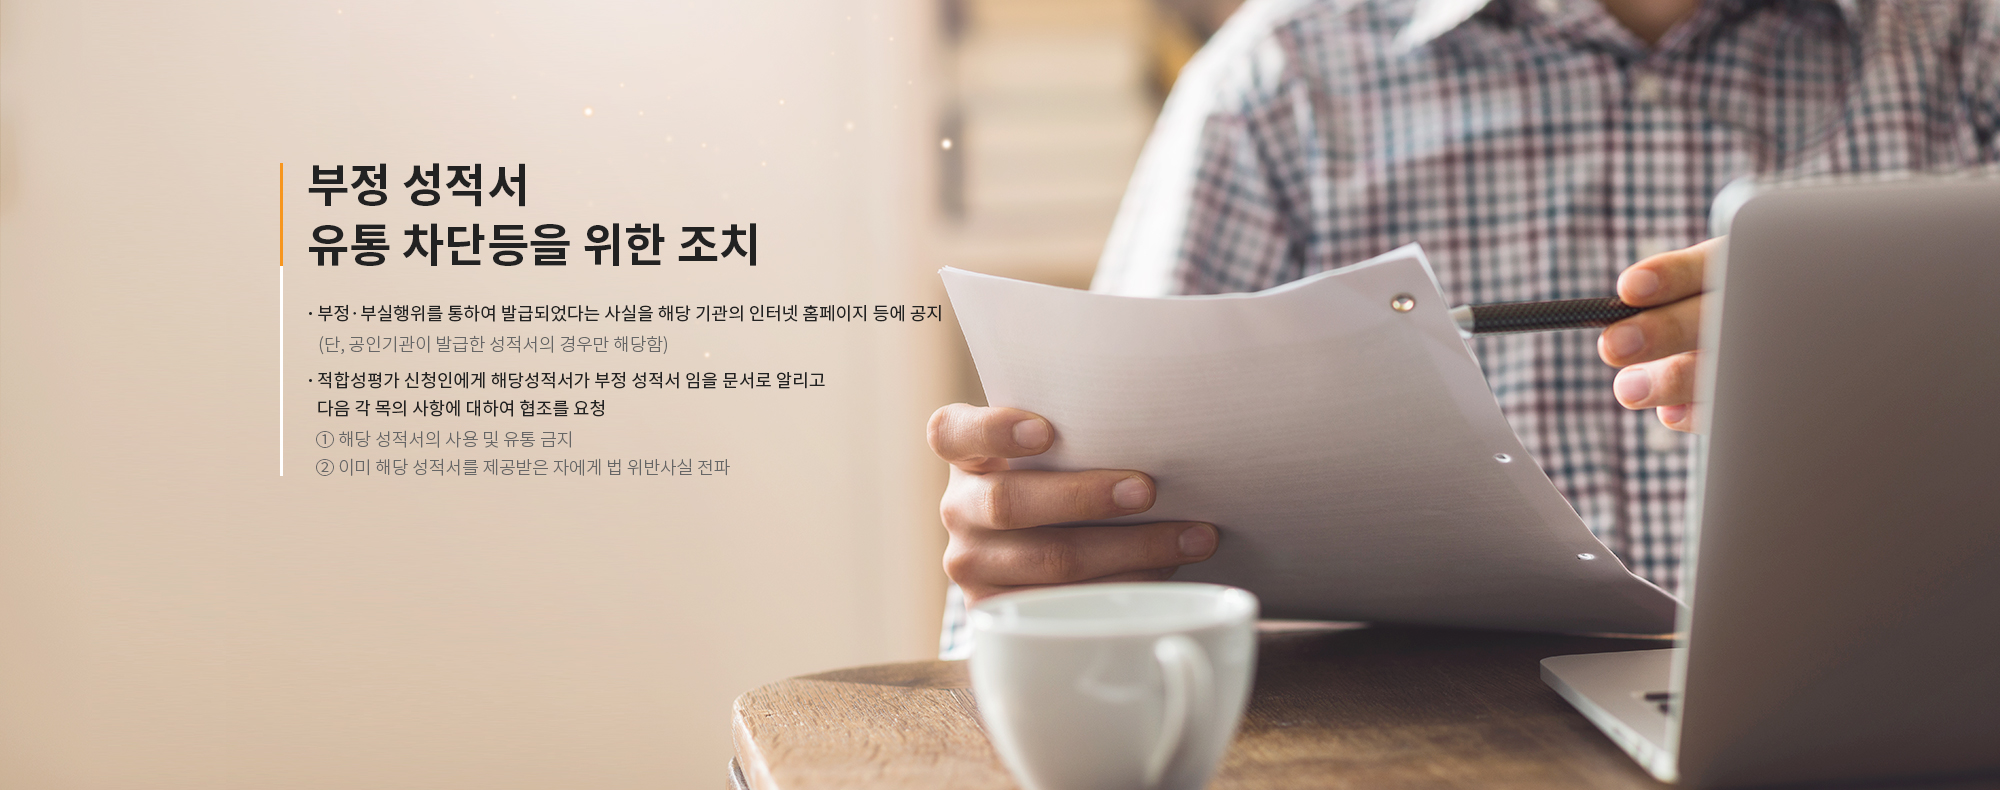 부정 성적서
유통 차단등을 위한 조치
· 부정·부실행위를 통하여 발급되었다는 사실을 해당 기관의 인터넷 홈페이지 등에 공지
(단, 공인기관이 발급한 성적서의 경우만 해당함)
· 적합성평가 신청인에게 해당성적서가 부정 성적서 임을 문서로 알리고
다음 각 목의 사항에 대하여 협조를 요청
① 해당 성적서의 사용 및 유통 금지
② 이미 해당 성적서를 제공받은 자에게 법 위반사실 전파